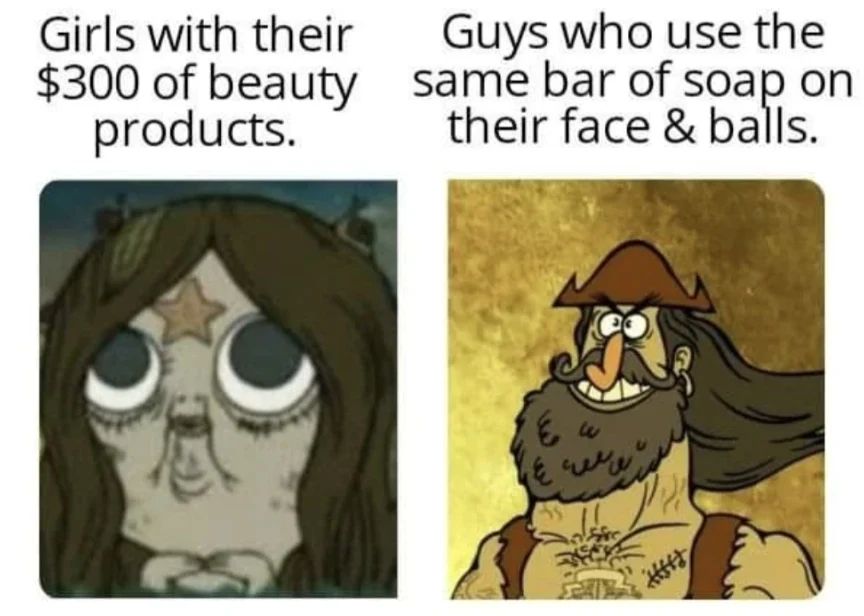 Girls with their
$300 of beauty
products.
Guys who use the
same bar of soap on
their face & balls.